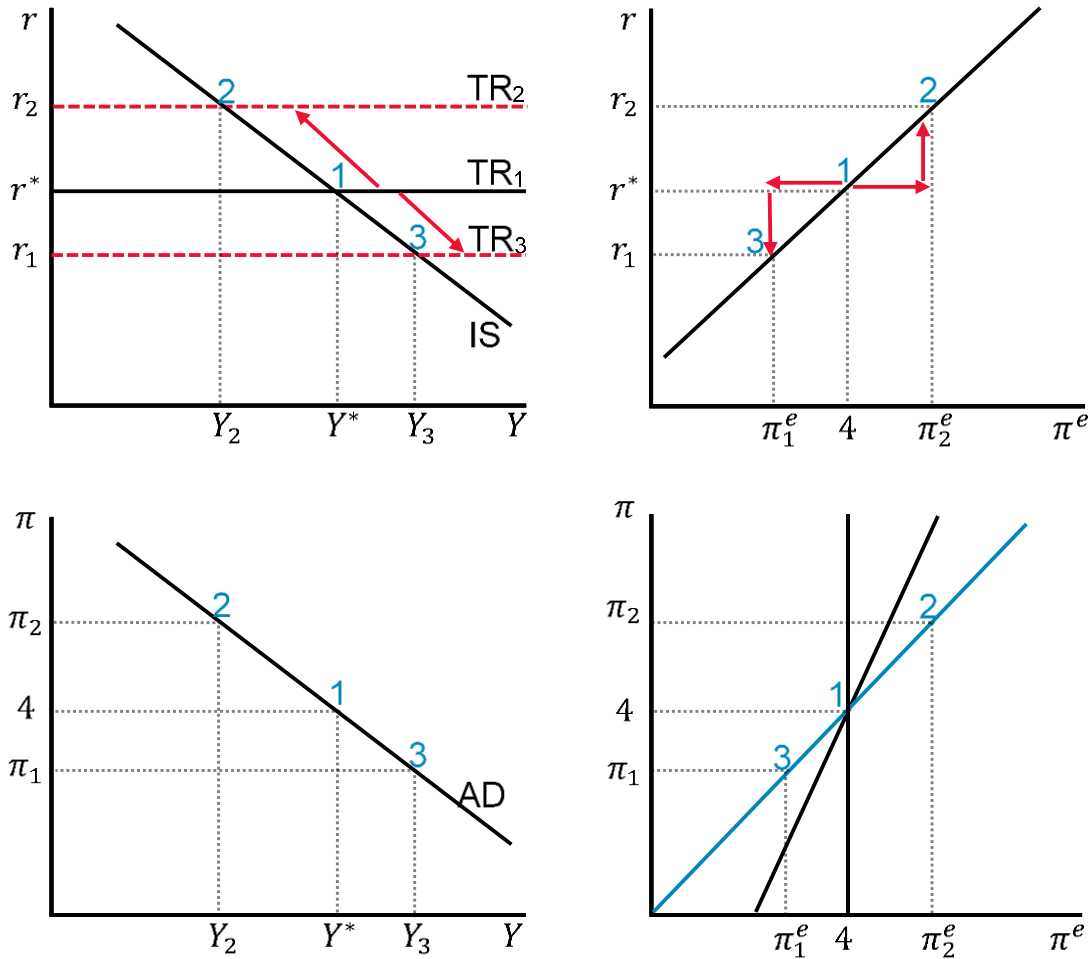 r
2
TR₂
r₂
1
TR₁
r*
3
TR₃
r₁
IS
Y₂
Y*
Y₃
Y
r
2
r₂
1
r*
3
r₁
π₁ᵉ
4
π₂ᵉ
πᵉ
π
2
π₂
1
4
3
π₁
AD
Y₂
Y*
Y₃
Y
π
2
π₂
1
4
3
π₁
π₁ᵉ
4
π₂ᵉ
πᵉ